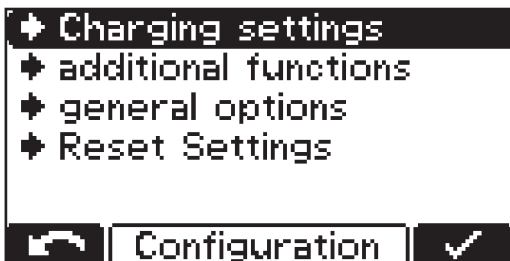 Charging settings
additional functions
general options
Reset Settings
Configuration